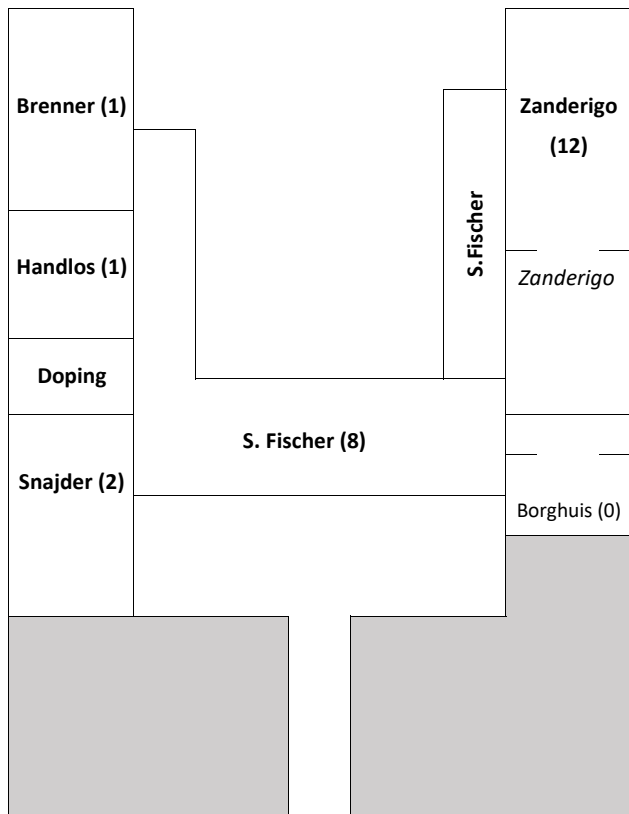 Brenner (1)
Zanderigo
(12)
S.Fischer
Handlos (1)
Zanderigo
Doping
S. Fischer (8)
Snajder (2)
Borghuis (0)